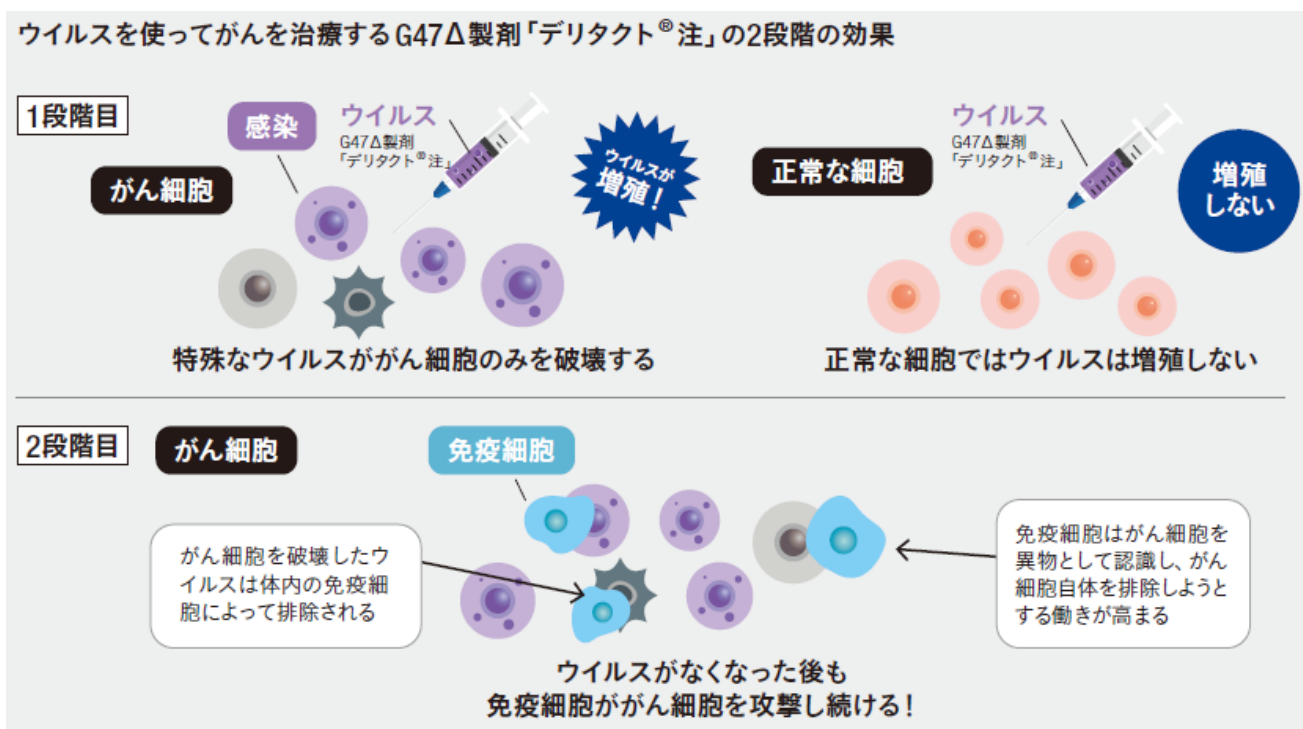 ウイルスを使ってがんを治療するG47Δ製剤「デリタクト®注」の2段階の効果
1段階目
がん細胞
感染
ウイルス
G47Δ製剤
「デリタクト®注」
ウイルスが
増殖!
特殊なウイルスががん細胞のみを破壊する
正常な細胞
ウイルス
G47Δ製剤
「デリタクト®注」
増殖
しない
正常な細胞ではウイルスは増殖しない
2段階目
がん細胞
免疫細胞
がん細胞を破壊したウ
イルスは体内の免疫細
胞によって排除される
免疫細胞はがん細胞を
異物として認識し、がん
細胞自体を排除しようと
する働きが高まる
ウイルスがなくなった後も
免疫細胞ががん細胞を攻撃し続ける!